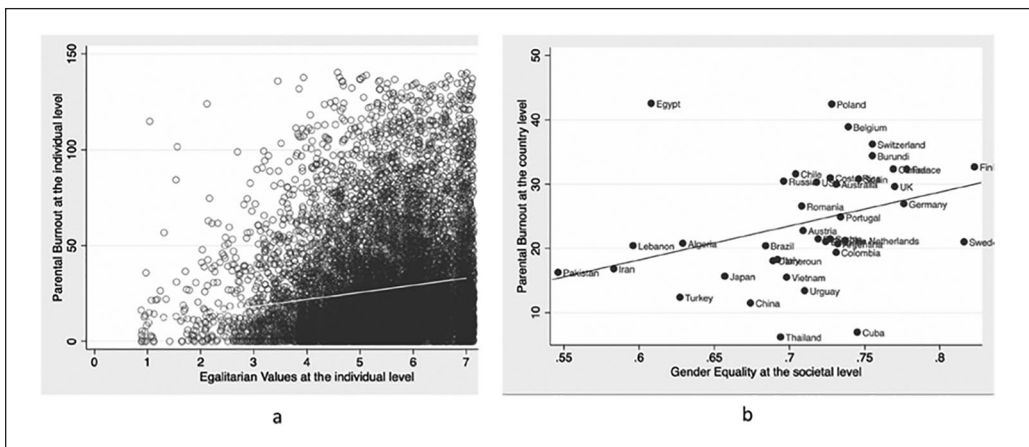 150
100
50
0
0 1 2 3 4 5 6 7
Parental Burnout at the individual level
Egalitarian Values at the individual level
a
50
40
30
20
10
Parental Burnout at the country level
Egypt
Poland
Belgium
Switzerland
Burundi
Chile
Russia
Australia
Spain
UK
Germany
Romania
Portugal
Austria
Netherlands
Colombia
Lebanon
Algeria
Brazil
Cameroun
Italy
Pakistan
Iran
Japan
Vietnam
Turkey
China
Urguay
Thailand
Cuba
.55 .6 .65 .7 .75 .8
Gender Equality at the societal level
b